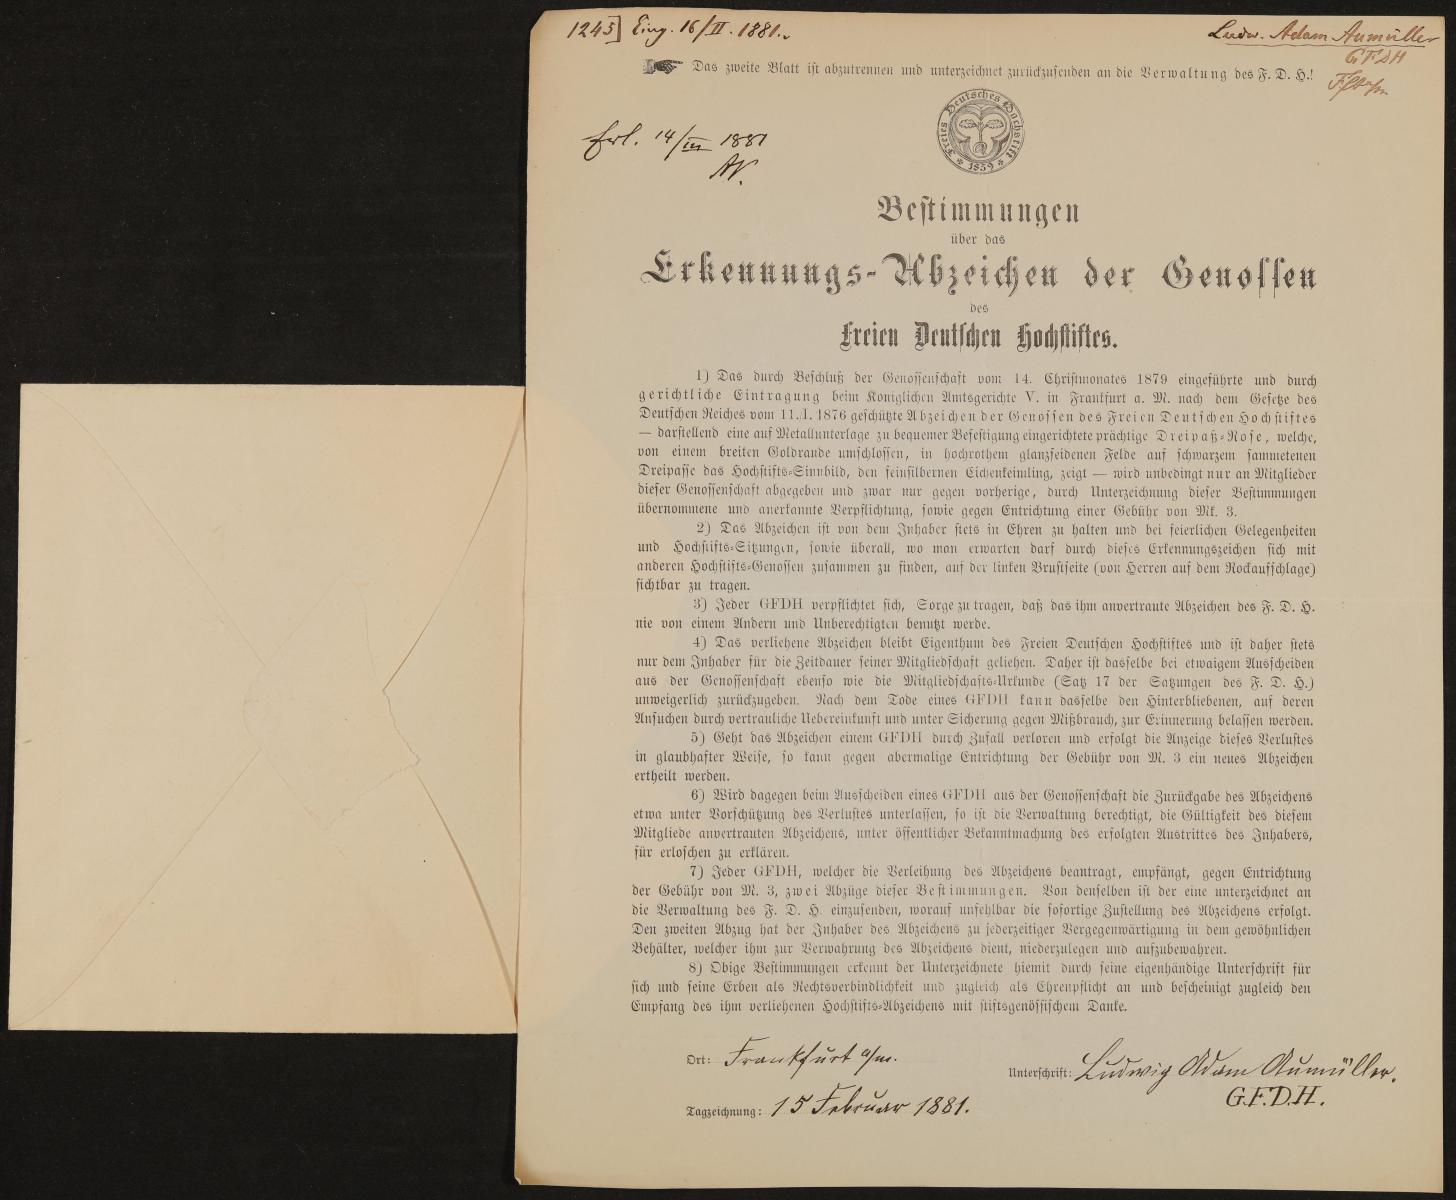 1245] Eing. 16/II. 1881.
Ludw. Adam Aumüller
GFDH
Das zweite Blatt ist abzutrennen und unterzeichnet zurückzusenden an die Verwaltung des F. D. H.!
Freies Deutsches Hochstift
1859
Erl. 14/III 1881
Bestimmungen
über das
Erkennungs-Abzeichen der Genossen
des
Freien Deutschen Hochstiftes.
1) Das durch Beschluß der Genossenschaft vom 14. Christmonates 1879 eingeführte und durch
gerichtliche Eintragung beim Königlichen Amtsgerichte V. in Frankfurt a. M. nach dem Gesetze des
Deutschen Reiches vom 11./I. 1876 geschützte Abzeichen der Genossen des Freien Deutschen Hochstiftes
— darstellend eine auf Metallunterlage zu bequemer Befestigung eingerichtete prächtige Dreipaß-Rose, welche,
von einem breiten Goldrande umschlossen, in hochrothem glanzseidenen Felde auf schwarzem sammetenen
Dreipasse das Hochstifts-Sinnbild, den feinsilbernen Eichenkeimling, zeigt — wird unbedingt nur an Mitglieder
dieser Genossenschaft abgegeben und zwar nur gegen vorherige, durch Unterzeichnung dieser Bestimmungen
übernommene und anerkannte Verpflichtung, sowie gegen Entrichtung einer Gebühr von Mk. 3.
2) Das Abzeichen ist von dem Inhaber stets in Ehren zu halten und bei feierlichen Gelegenheiten
und Hochstifts-Sitzungen, sowie überall, wo man erwarten darf durch dieses Erkennungszeichen sich mit
anderen Hochstifts-Genossen zusammen zu finden, auf der linken Brustseite (von Herren auf dem Rockaufschlage)
sichtbar zu tragen.
3) Jeder GFDH verpflichtet sich, Sorge zu tragen, daß das ihm anvertraute Abzeichen des F. D. H.
nie von einem Andern und Unberechtigten benutzt werde.
4) Das verliehene Abzeichen bleibt Eigenthum des Freien Deutschen Hochstiftes und ist daher stets
nur dem Inhaber für die Zeitdauer seiner Mitgliedschaft geliehen. Daher ist dasselbe bei etwaigem Ausscheiden
aus der Genossenschaft ebenso wie die Mitgliedschafts-Urkunde (Satz 17 der Satzungen des F. D. H.)
unweigerlich zurückzugeben. Nach dem Tode eines GFDH kann dasselbe den Hinterbliebenen, auf deren
Ansuchen durch vertrauliche Uebereinkunft und unter Sicherung gegen Mißbrauch, zur Erinnerung belassen werden.
5) Geht das Abzeichen einem GFDH durch Zufall verloren und erfolgt die Anzeige dieses Verlustes
in glaubhafter Weise, so kann gegen abermalige Entrichtung der Gebühr von M. 3 ein neues Abzeichen
ertheilt werden.
6) Wird dagegen beim Ausscheiden eines GFDH aus der Genossenschaft die Zurückgabe des Abzeichens
etwa unter Vorschützung des Verlustes unterlassen, so ist die Verwaltung berechtigt, die Gültigkeit des diesem
Mitgliede anvertrauten Abzeichens, unter öffentlicher Bekanntmachung des erfolgten Austrittes des Inhabers,
für erloschen zu erklären.
7) Jeder GFDH, welcher die Verleihung des Abzeichens beantragt, empfängt, gegen Entrichtung
der Gebühr von M. 3, zwei Abzüge dieser Bestimmungen. Von denselben ist der eine unterzeichnet an
die Verwaltung des F. D. H. einzusenden, worauf unfehlbar die sofortige Zustellung des Abzeichens erfolgt.
Den zweiten Abzug hat der Inhaber des Abzeichens zu jederzeitiger Vergegenwärtigung in dem gewöhnlichen
Behälter, welcher ihm zur Verwahrung des Abzeichens dient, niederzulegen und aufzubewahren.
8) Obige Bestimmungen erkennt der Unterzeichnete hiemit durch seine eigenhändige Unterschrift für
sich und seine Erben als Rechtsverbindlichkeit und zugleich als Ehrenpflicht an und bescheinigt zugleich den
Empfang des ihm verliehenen Hochstifts-Abzeichens mit stiftsgenössischem Danke.
Ort: Frankfurt a/m.
Unterschrift: Ludwig Adam Aumüller.
G.F.D.H.
Tagzeichnung: 15 Februar 1881.